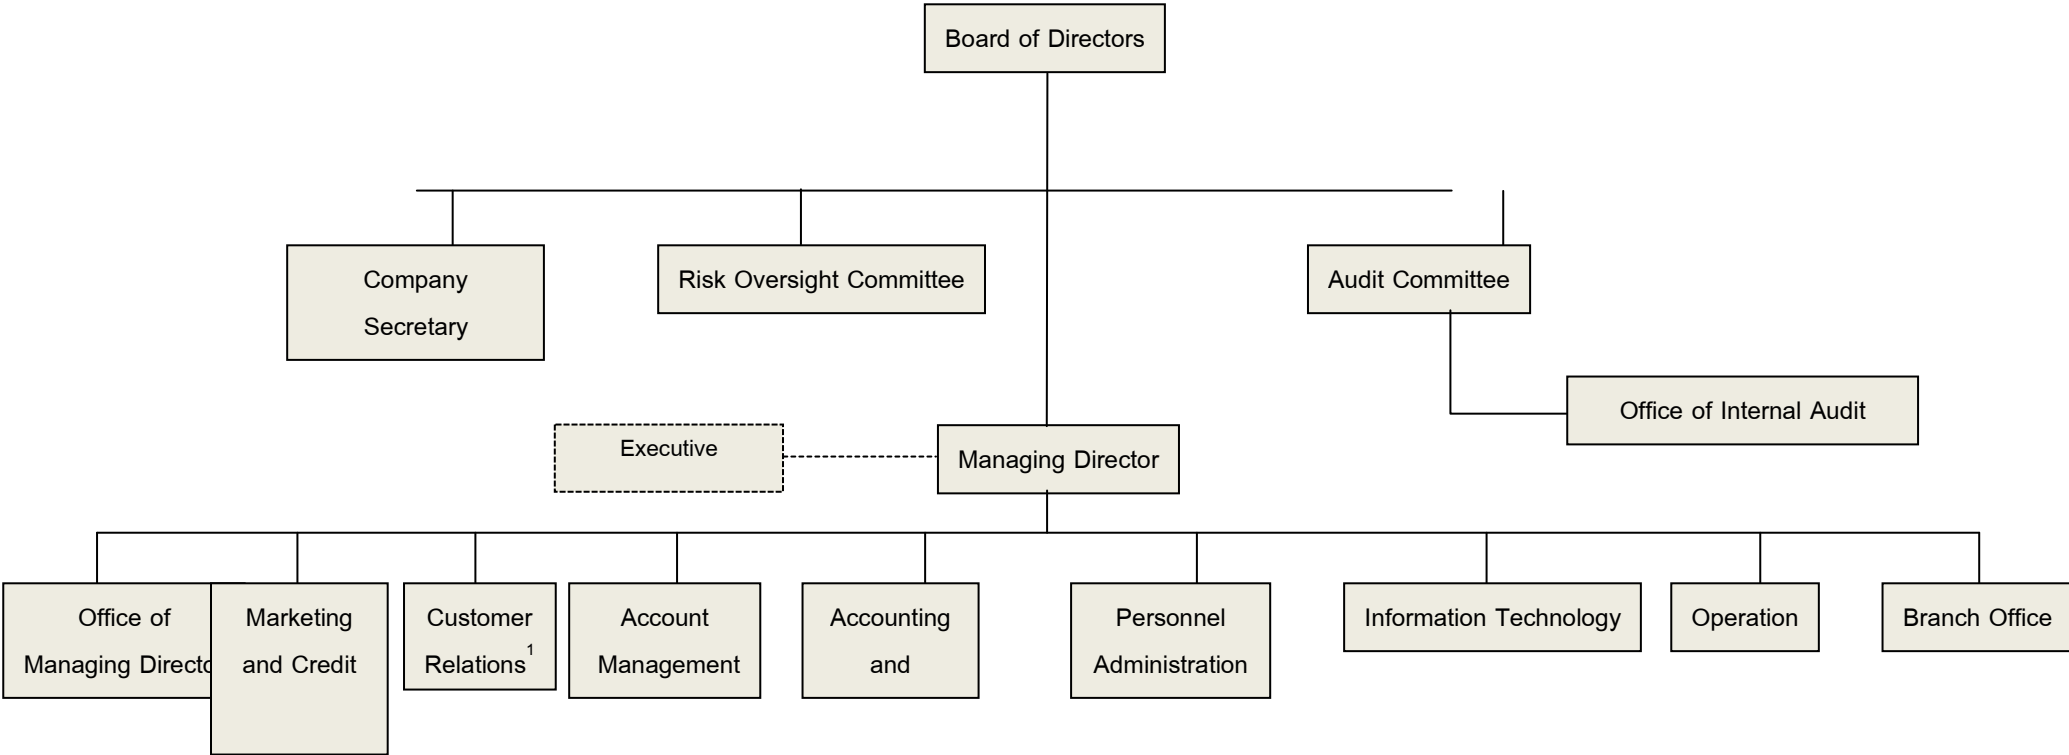 Board of Directors
Company
Secretary
Risk Oversight Committee
Audit Committee
Office of Internal Audit
Executive
Managing Director
Office of
Managing Directo
Marketing
and Credit
Customer
Relations¹
Account
Management
Accounting
and
Personnel
Administration
Information Technology
Operation
Branch Office